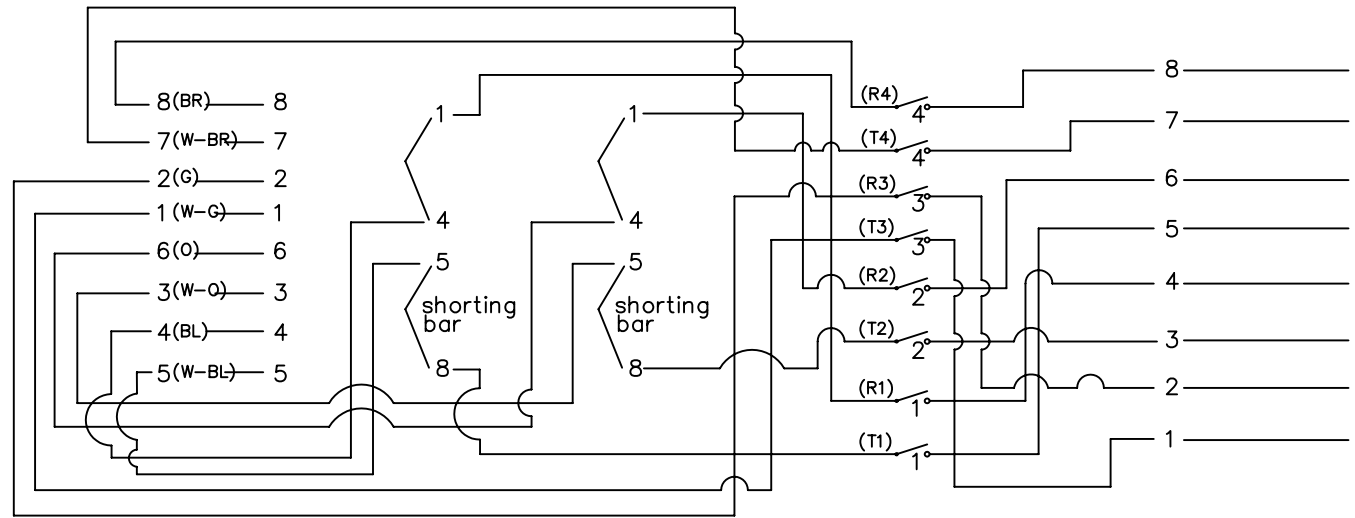 8(BR) 8
7(W-BR) 7
2(G) 2
1(W-G) 1
6(O) 6
3(W-O) 3
4(BL) 4
5(W-BL) 5
1
4
5
shorting
bar
8
1
4
5
shorting
bar
8
(R4) 4
(T4) 4
(R3) 3
(T3) 3
(R2) 2
(T2) 2
(R1) 1
(T1) 1
8
7
6
5
4
3
2
1